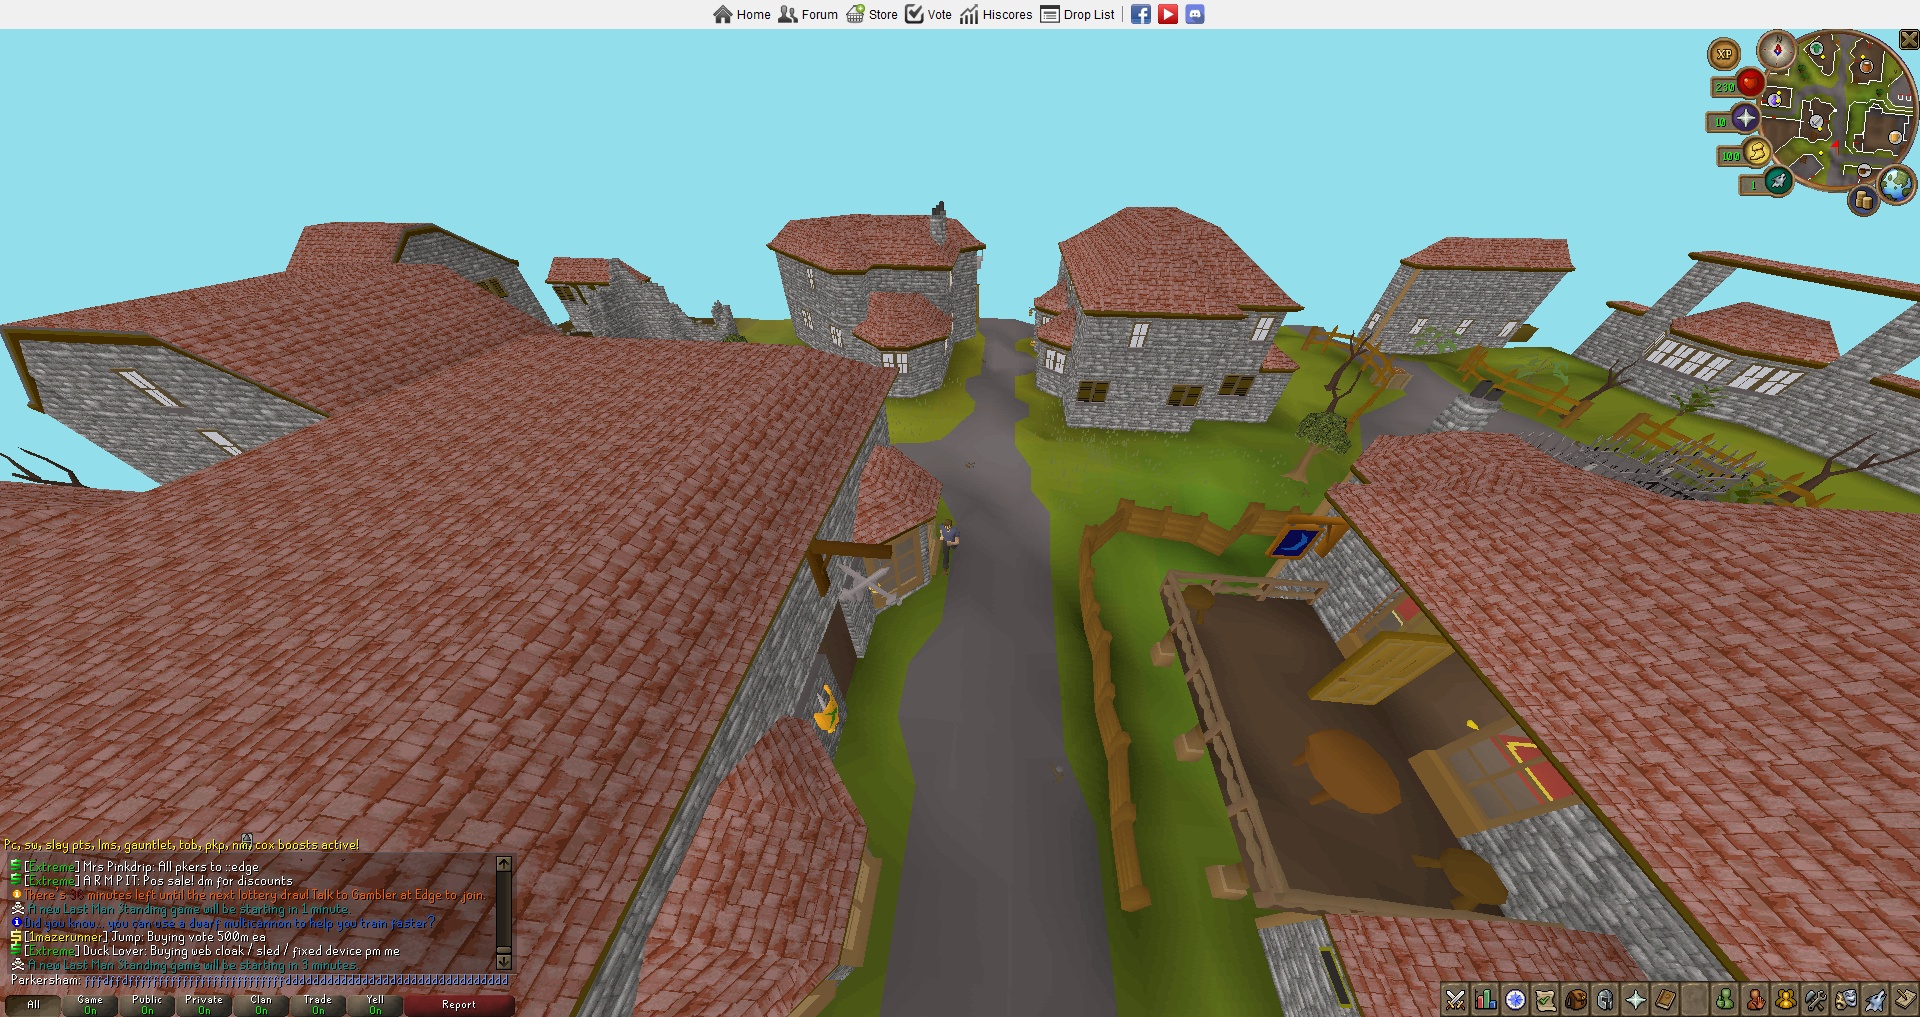 Home Forum Store Vote Hiscores Drop List
XP
N
230
10
100
1
Pc, sw, slay pts, lms, gauntlet, tob, pkp, nm, cox boosts active!
[Extreme] Mrs Pinkdrip: All pkers to ::edge
[Extreme] A R M P I T: Pos sale! dm for discounts
There's minutes left until the next lottery draw! Talk to Gambler at Edge to join.
A new Last Man Standing game will be starting in 1 minute.
Did you know... you can use a dwarf multicannon to help you train faster?
[1mazerunner] Jump: Buying vote 500m ea
[Extreme] Duck Lover: Buying web cloak / sled / fixed device pm me
A new Last Man Standing game will be starting in 3 minutes.
Parkersham:
All Game Public Private Clan Trade Yell Report
On On On On On On